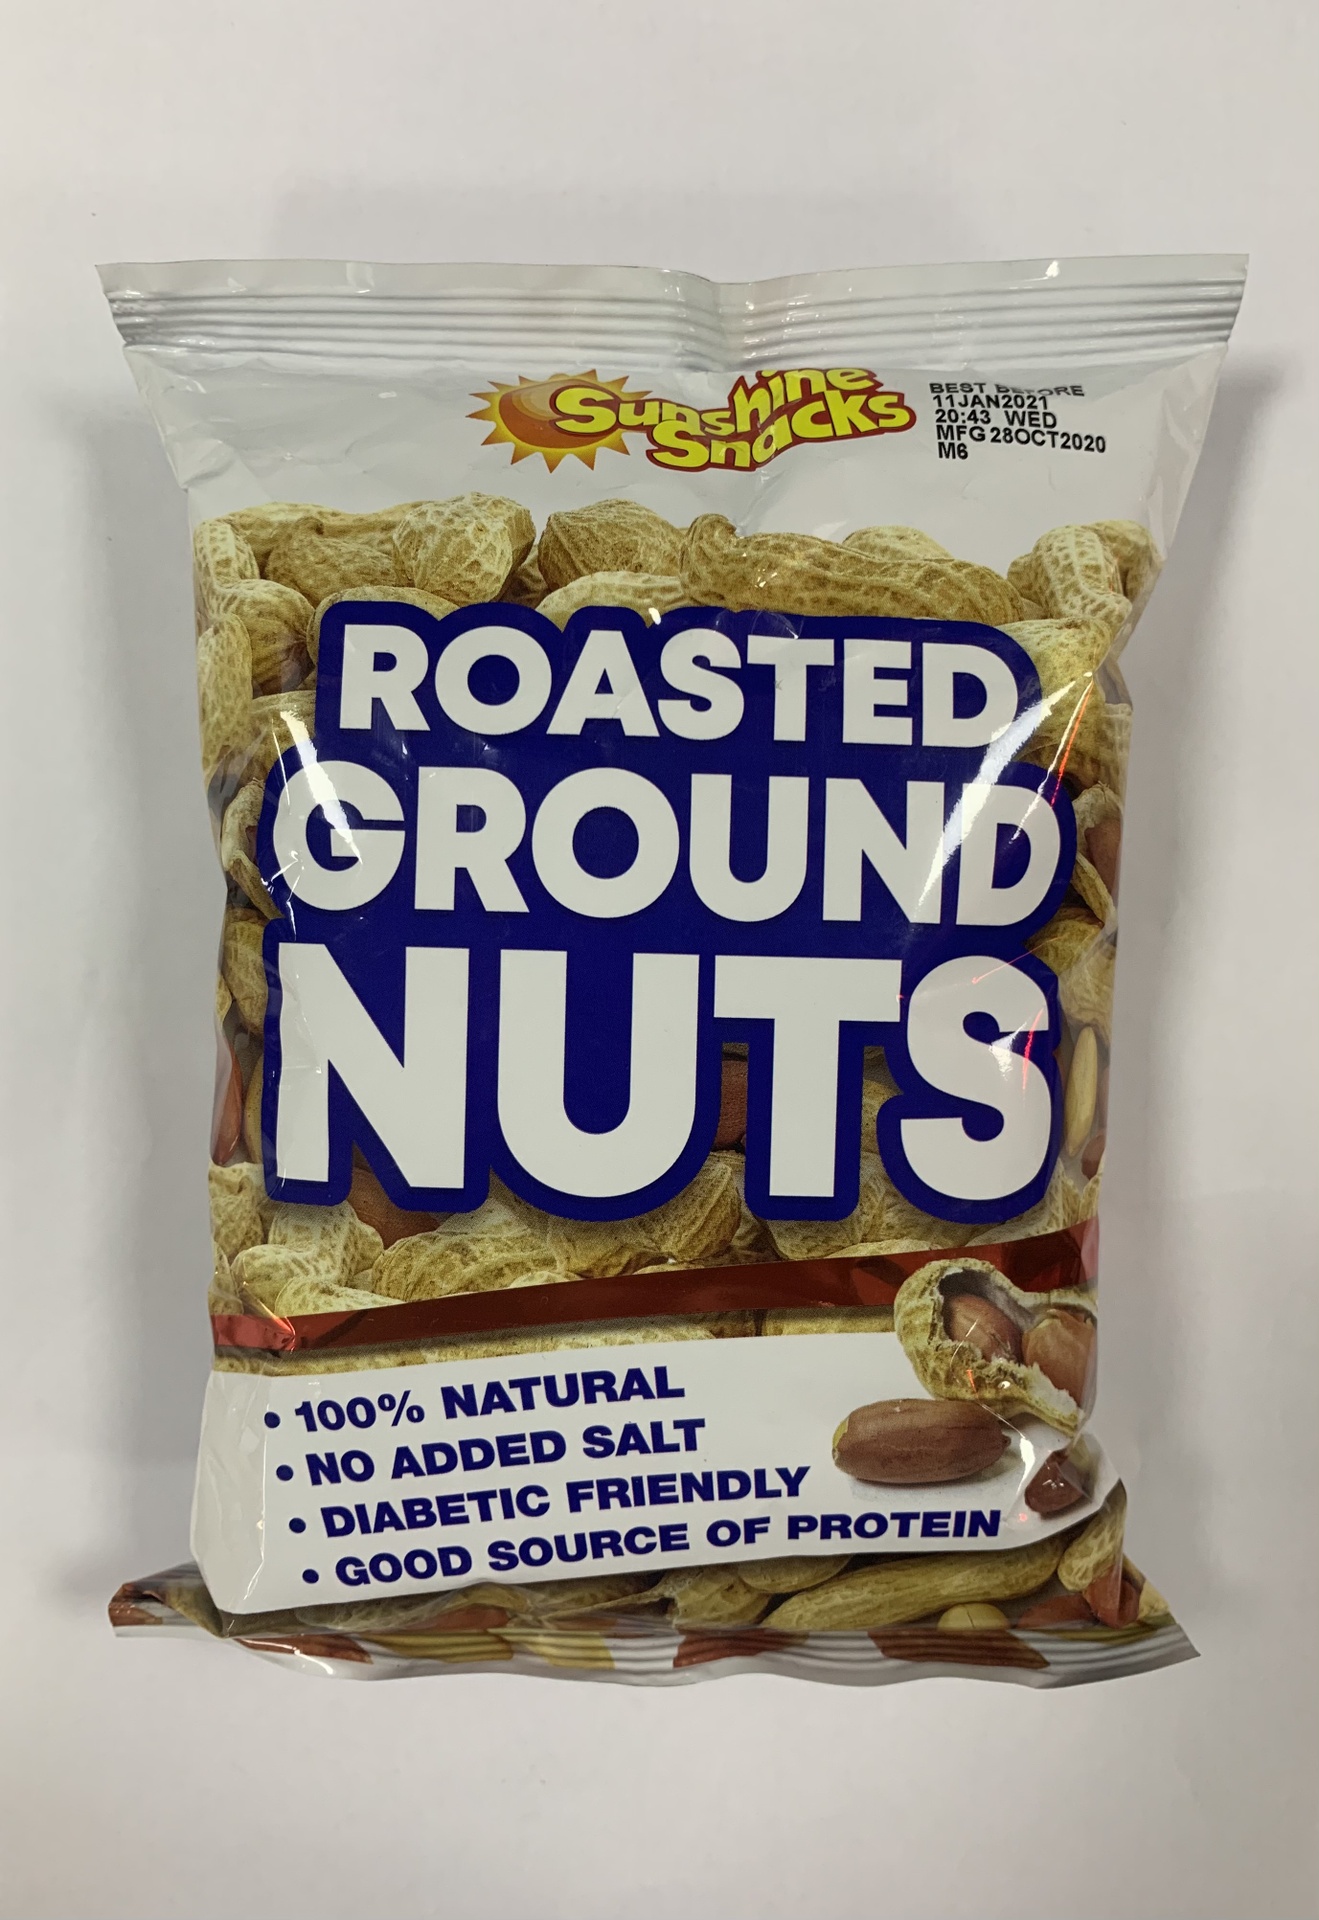 Sunshine
Snacks
BEST BEFORE
11JAN2021
20:43 WED
MFG 28OCT2020
M6
ROASTED
GROUND
NUTS
• 100% NATURAL
• NO ADDED SALT
• DIABETIC FRIENDLY
• GOOD SOURCE OF PROTEIN